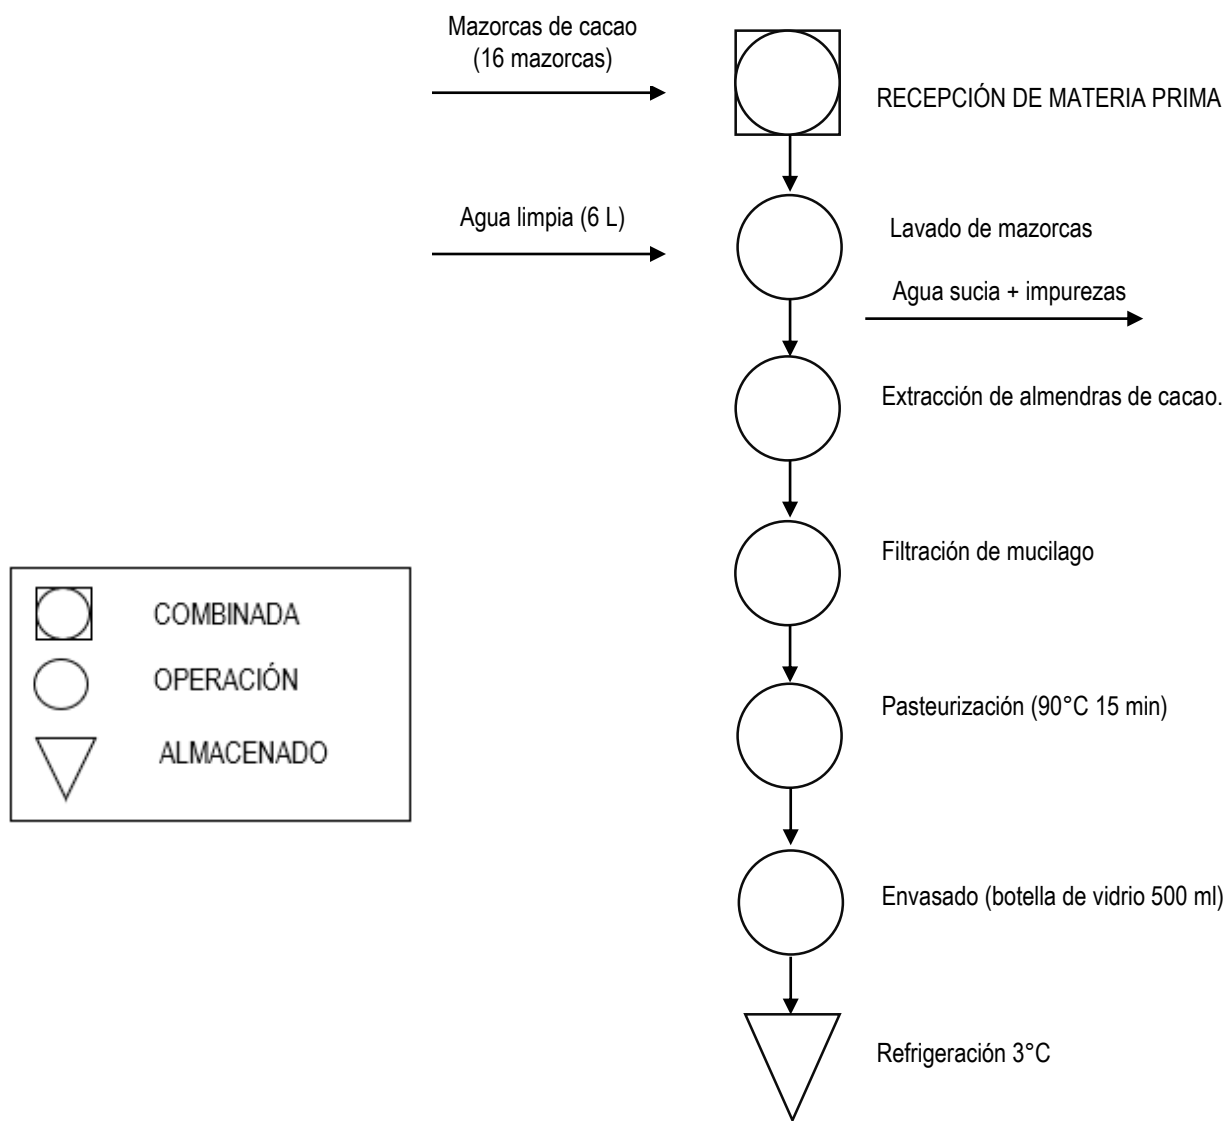 Mazorcas de cacao
(16 mazorcas)
RECEPCIÓN DE MATERIA PRIMA
Agua limpia (6 L)
Lavado de mazorcas
Agua sucia + impurezas
Extracción de almendras de cacao.
Filtración de mucilago
COMBINADA
OPERACIÓN
ALMACENADO
Pasteurización (90°C 15 min)
Envasado (botella de vidrio 500 ml)
Refrigeración 3°C